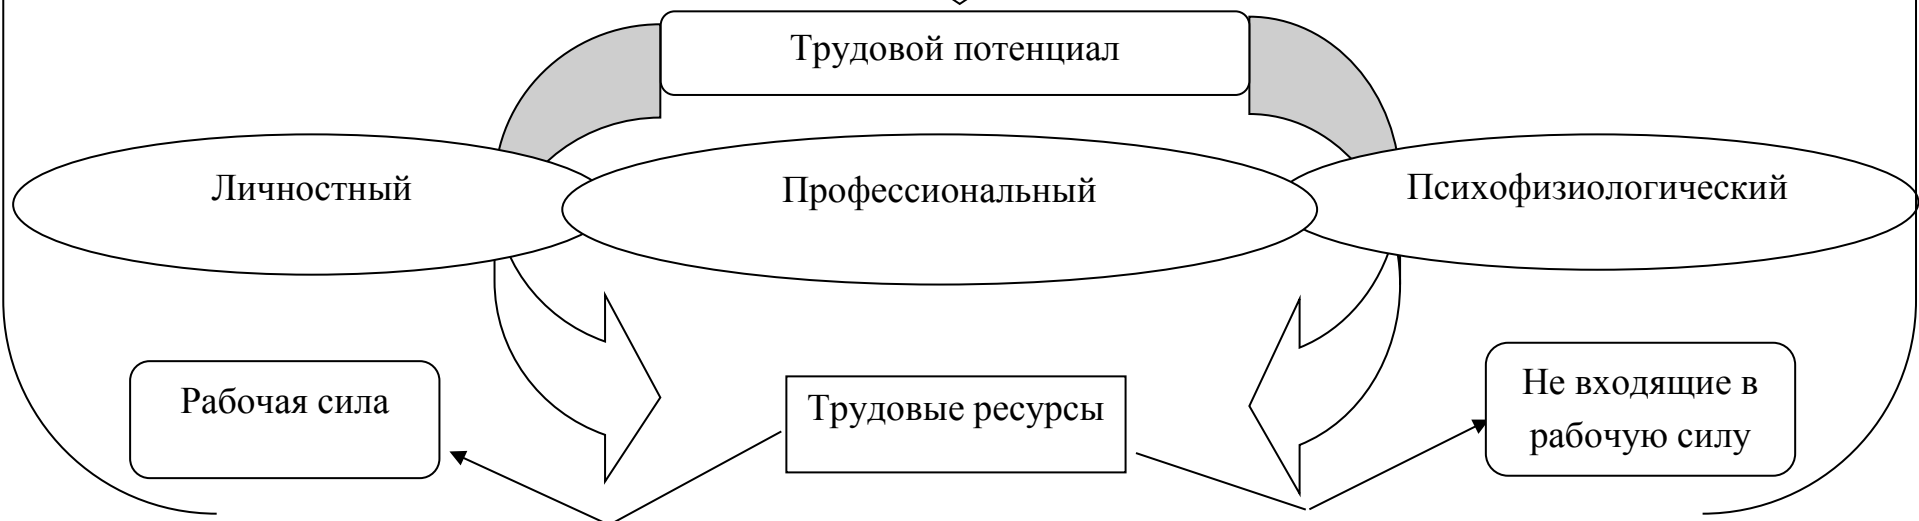 Трудовой потенциал
Личностный
Профессиональный
Психофизиологический
Рабочая сила
Трудовые ресурсы
Не входящие в
рабочую силу